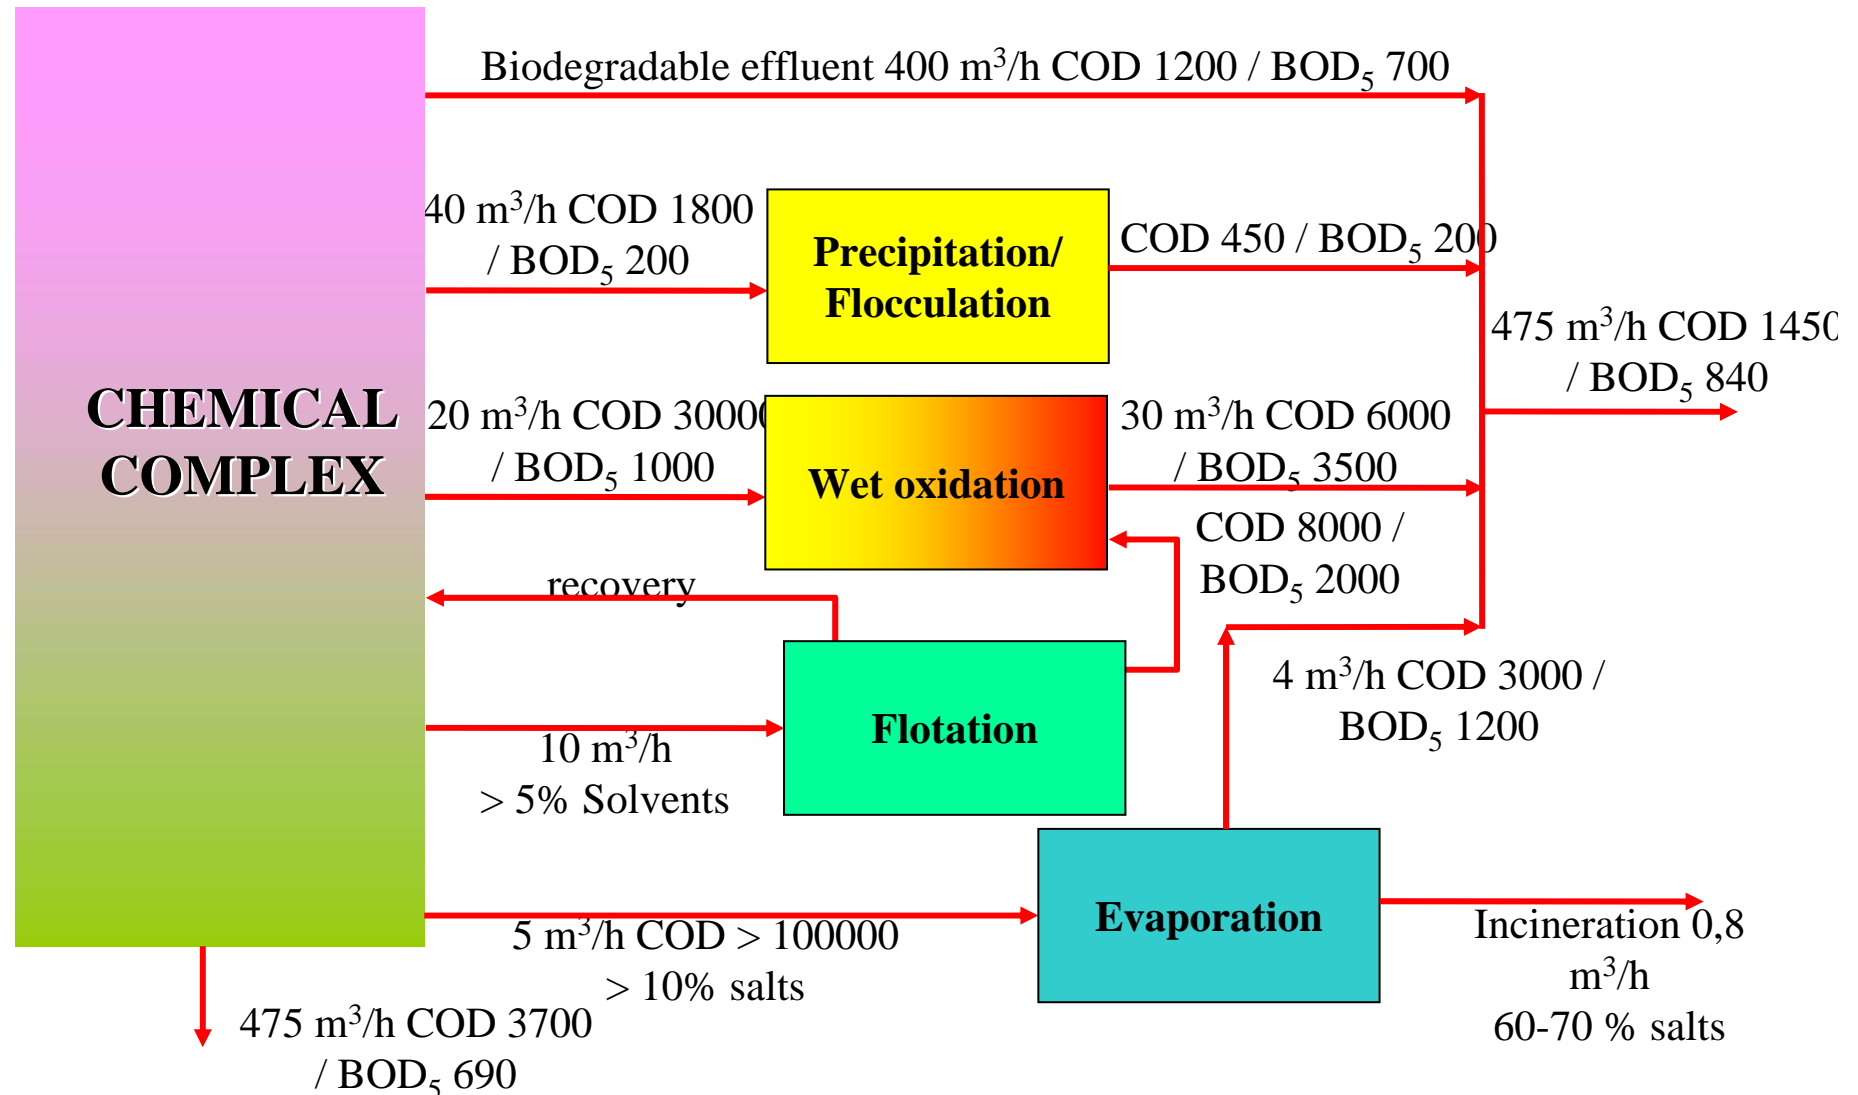 Biodegradable effluent 400 m³/h COD 1200 / BOD₅ 700
40 m³/h COD 1800
/ BOD₅ 200
Precipitation/
Flocculation
COD 450 / BOD₅ 200
475 m³/h COD 1450
/ BOD₅ 840
CHEMICAL
COMPLEX
20 m³/h COD 30000
/ BOD₅ 1000
Wet oxidation
30 m³/h COD 6000
/ BOD₅ 3500
COD 8000 /
BOD₅ 2000
recovery
Flotation
10 m³/h
> 5% Solvents
4 m³/h COD 3000 /
BOD₅ 1200
Evaporation
5 m³/h COD > 100000
> 10% salts
Incineration 0,8
m³/h
60-70 % salts
475 m³/h COD 3700
/ BOD₅ 690